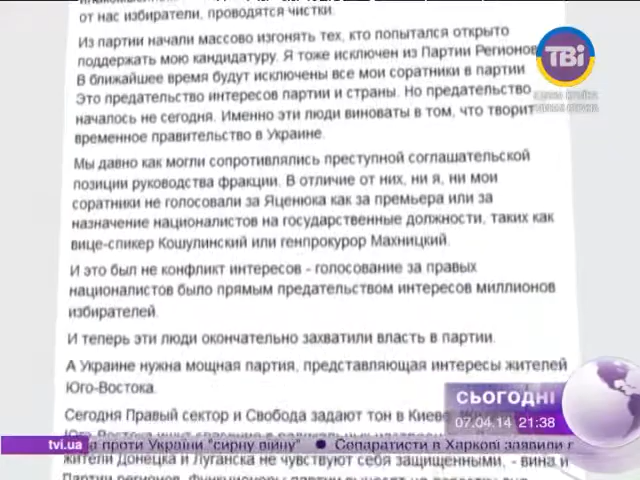 от нас избиратели, проводятся чистки.
Из партии начали массово изгонять тех, кто попытался открыто
поддержать мою кандидатуру. Я тоже исключен из Партии Регионов
В ближайшее время будут исключены все мои соратники в партии
Это предательство интересов партии и страны. Но предательство
началось не сегодня. Именно эти люди виноваты в том, что творит
временное правительство в Украине.
Мы давно как могли сопротивлялись преступной соглашательской
позиции руководства фракции. В отличие от них, ни я, ни мои
соратники не голосовали за Яценюка как за премьера или за
назначение националистов на государственные должности, таких как
вице-спикер Кошулинский или генпрокурор Махницкий.
И это был не конфликт интересов - голосование за правых
националистов было прямым предательством интересов миллионов
избирателей.
И теперь эти люди окончательно захватили власть в партии.
А Украине нужна мощная партия, представляющая интересы жителей
Юго-Востока.
Сегодня Правый сектор и Свобода задают тон в Киеве
жители Донецка и Луганска не чувствуют себя защищенными, - вина и
ТВі
СЬОГОДНІ
07.04.14 21:38
tvi.ua
проти України "сирну війну" ● Сопаратисти в Харкові заявили